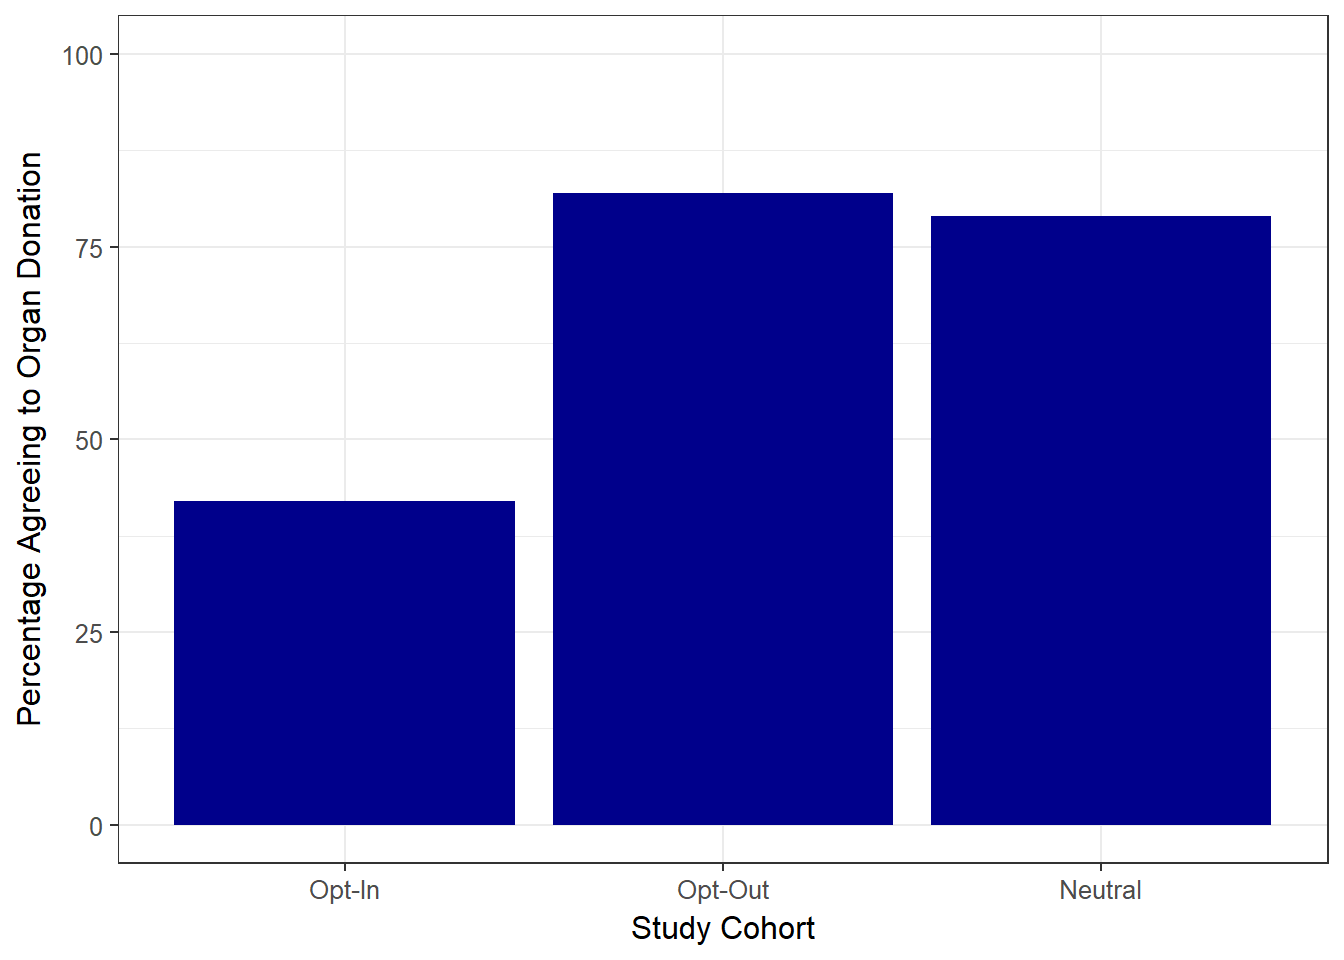 Percentage Agreeing to Organ Donation
100
75
50
25
0
Opt-In
Opt-Out
Neutral
Study Cohort